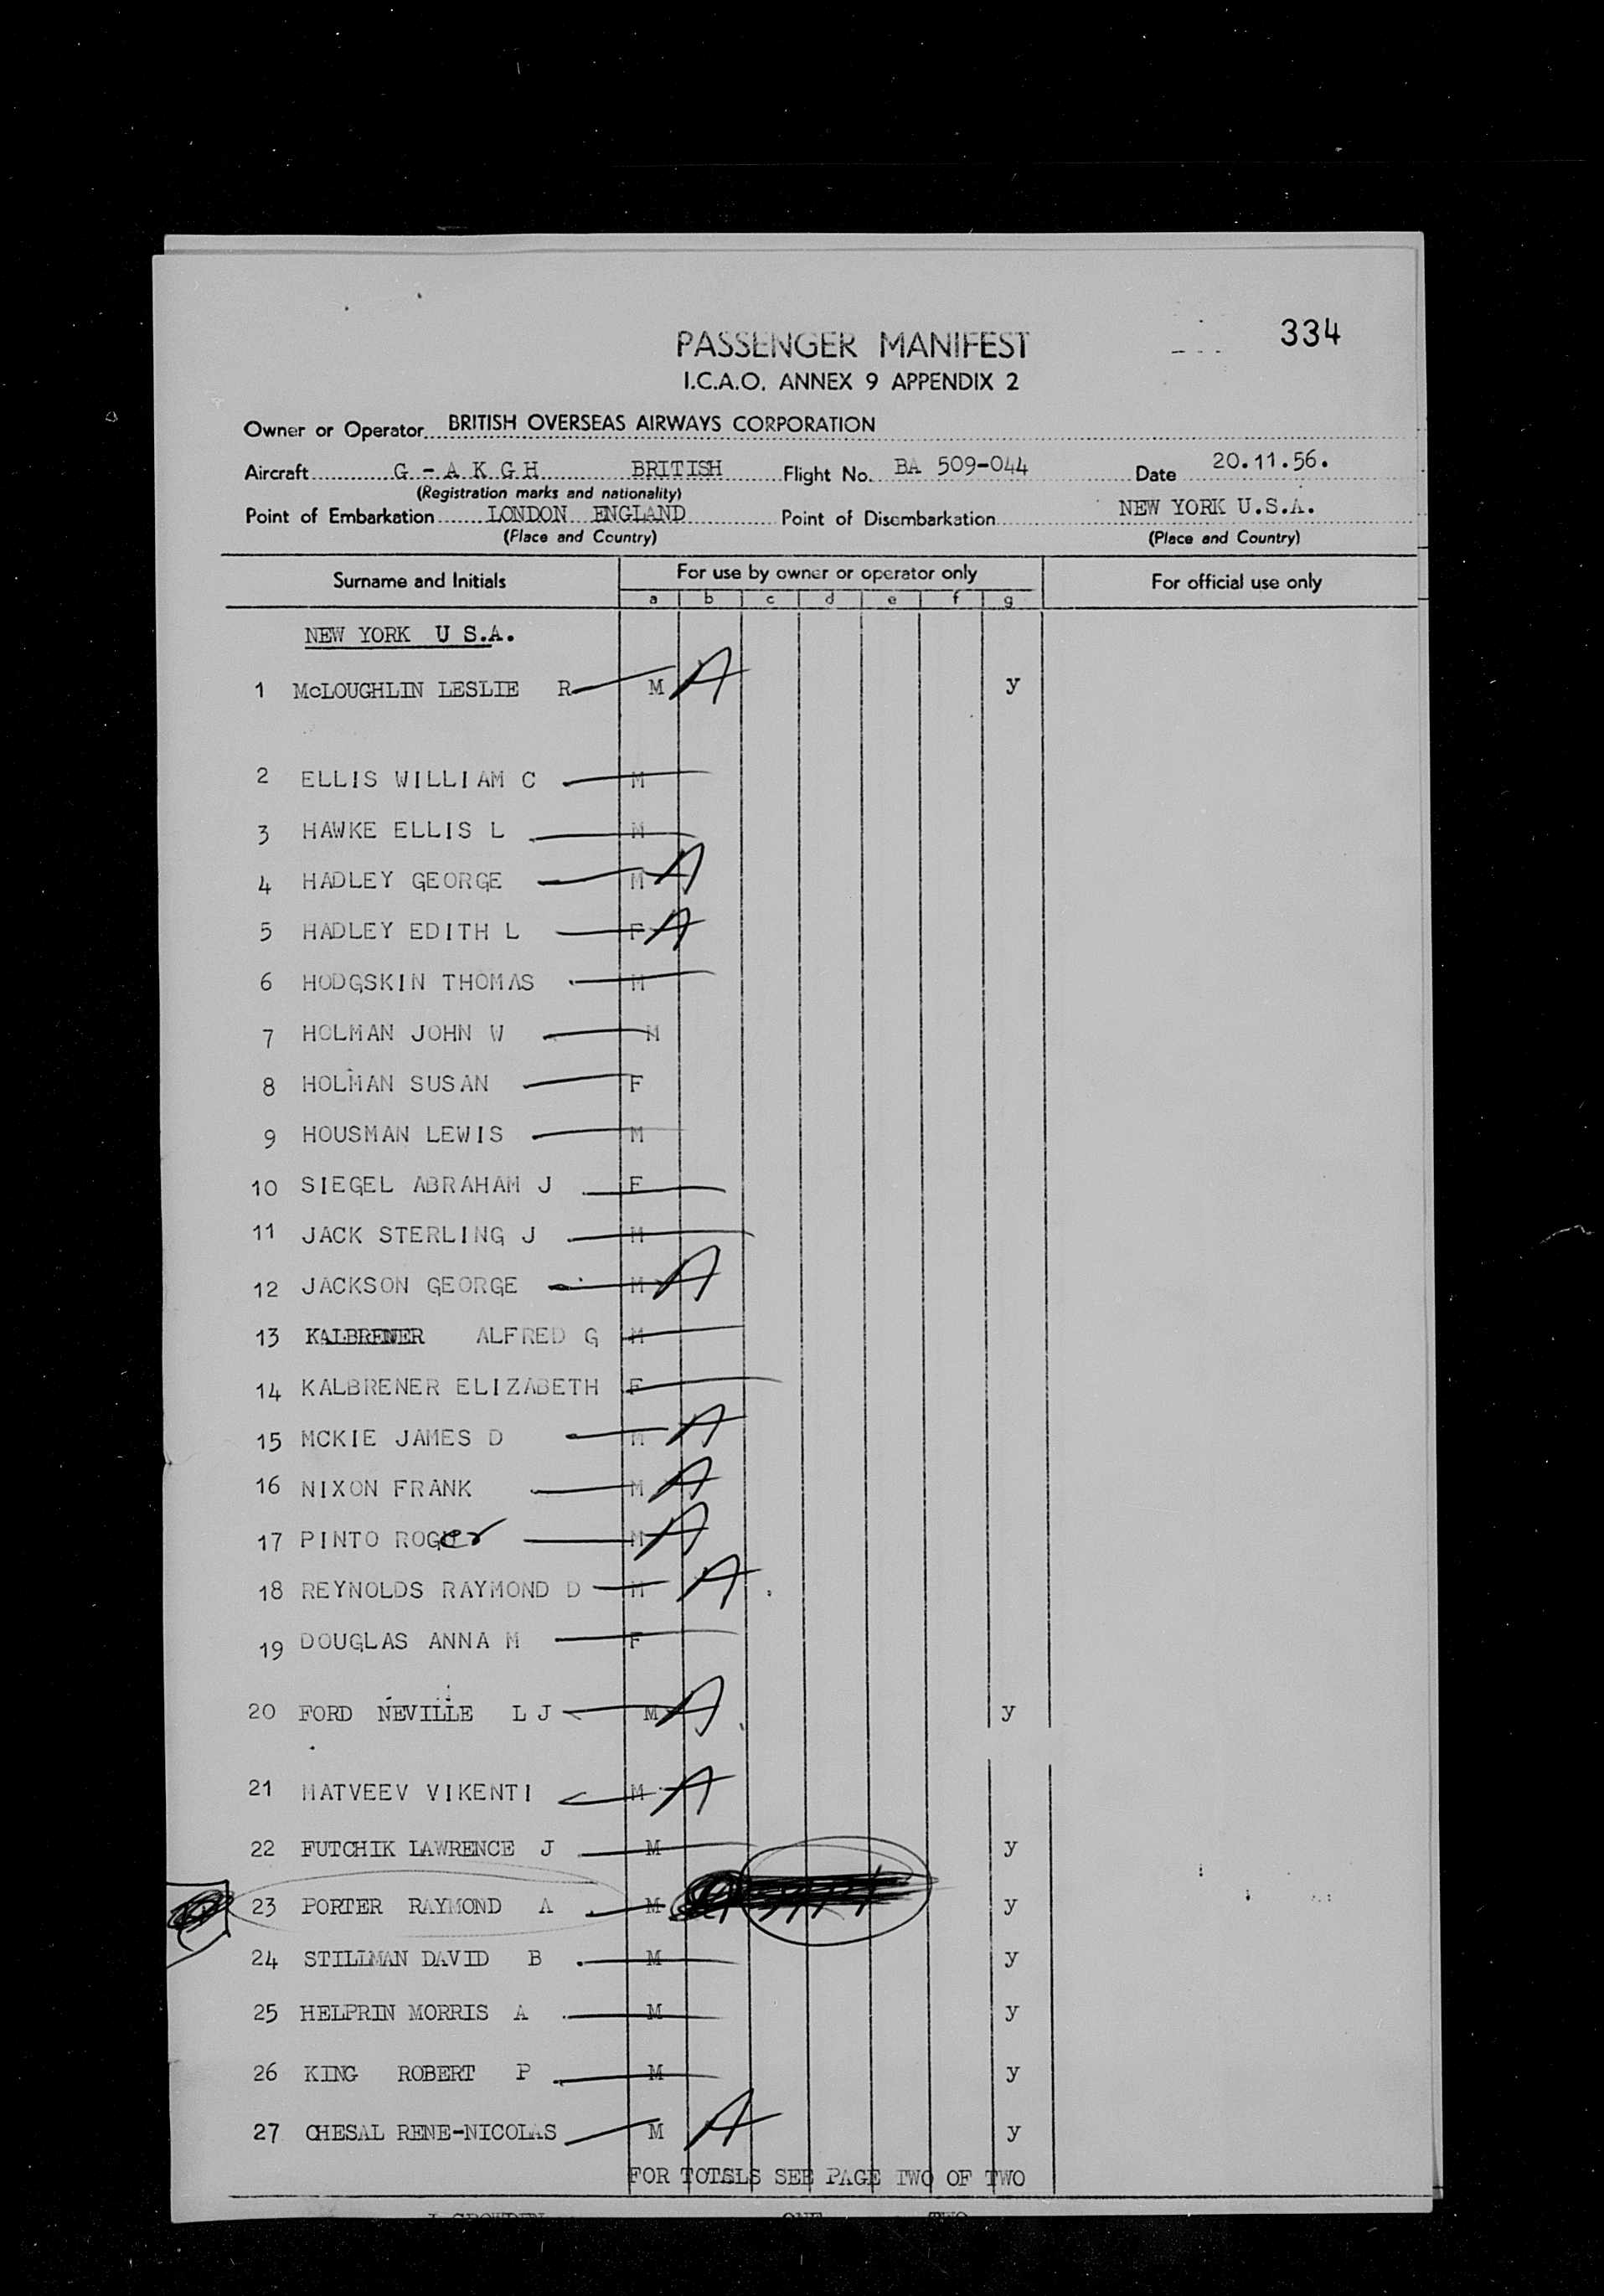 334
PASSENGER MANIFEST
I.C.A.O. ANNEX 9 APPENDIX 2
Owner or Operator BRITISH OVERSEAS AIRWAYS CORPORATION
Aircraft G - A K G H BRITISH Flight No. BA 509-044 Date 20.11.56.
(Registration marks and nationality)
Point of Embarkation LONDON ENGLAND Point of Disembarkation NEW YORK U.S.A.
(Place and Country) (Place and Country)
Surname and Initials For use by owner or operator only For official use only
a b c d e f g
NEW YORK U S.A.
1 McLOUGHLIN LESLIE R M A y
2 ELLIS WILLIAM C M
3 HAWKE ELLIS L M
4 HADLEY GEORGE M A
5 HADLEY EDITH L F A
6 HODGSKIN THOMAS M
7 HOLMAN JOHN W M
8 HOLMAN SUSAN F
9 HOUSMAN LEWIS M
10 SIEGEL ABRAHAM J F
11 JACK STERLING J M
12 JACKSON GEORGE M A
13 KALBRENER ALFRED G M
14 KALBRENER ELIZABETH F
15 MCKIE JAMES D M A
16 NIXON FRANK M A
17 PINTO ROGer M A
18 REYNOLDS RAYMOND D M A
19 DOUGLAS ANNA M F
20 FORD NEVILLE L J M A y
21 MATVEEV VIKENTI M A
22 FUTCHIK LAWRENCE J M y
23 PORTER RAYMOND A M y
24 STILLMAN DAVID B M y
25 HELPRIN MORRIS A M y
26 KING ROBERT P M y
27 CHESAL RENE-NICOLAS M A y
FOR TOTSLS SEE PAGE TWO OF TWO